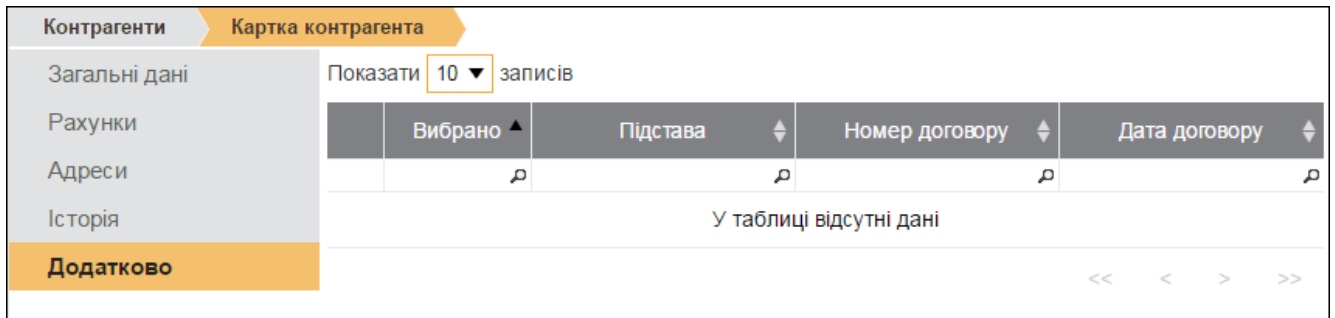 Контрагенти Картка контрагента
Загальні дані
Рахунки
Адреси
Історія
Додатково
Показати 10 записів
Вибрано Підстава Номер договору Дата договору
У таблиці відсутні дані
<< < > >>